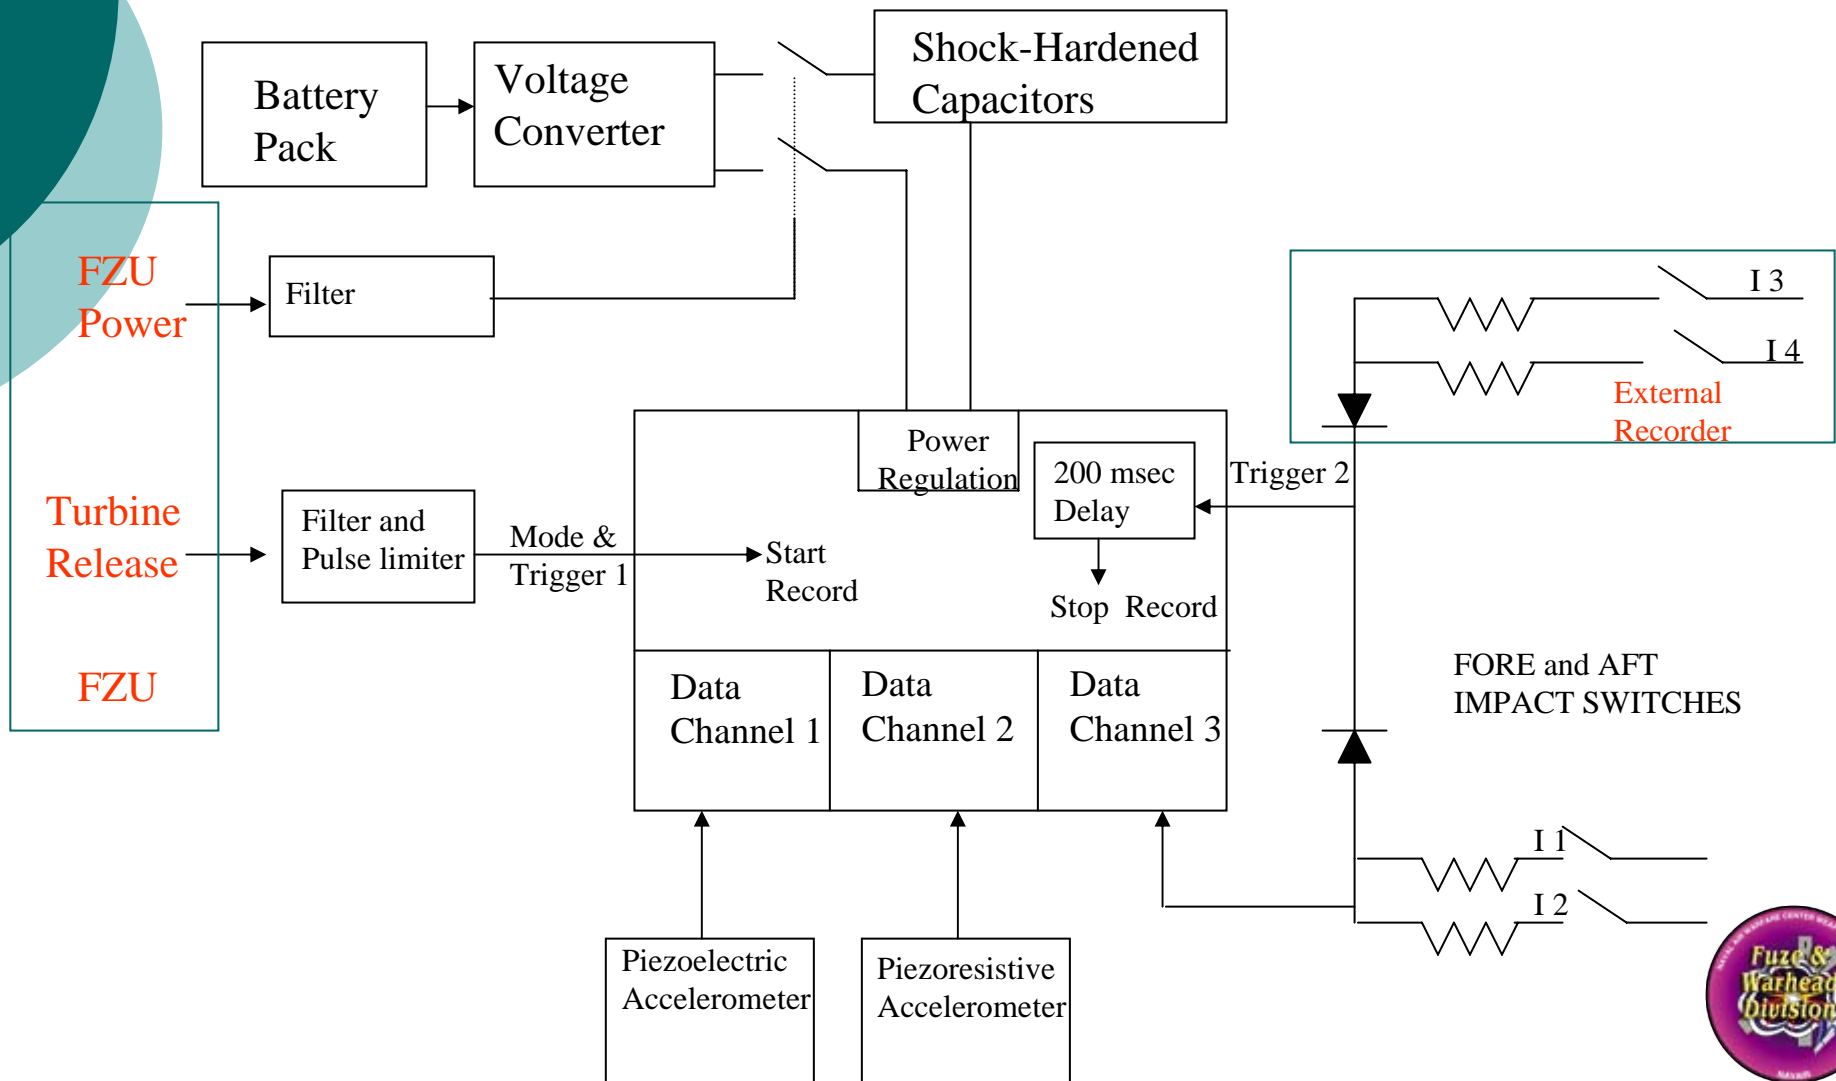 Battery
Pack
Voltage
Converter
Shock-Hardened
Capacitors
FZU
Power
Filter
I 3
I 4
External
Recorder
Power
Regulation
200 msec
Delay
Trigger 2
Turbine
Release
Filter and
Pulse limiter
Mode &
Trigger 1
Start
Record
Stop Record
FZU
Data
Channel 1
Data
Channel 2
Data
Channel 3
FORE and AFT
IMPACT SWITCHES
I 1
I 2
Piezoelectric
Accelerometer
Piezoresistive
Accelerometer
Fuze &
Warhead
Division
NAVAIR